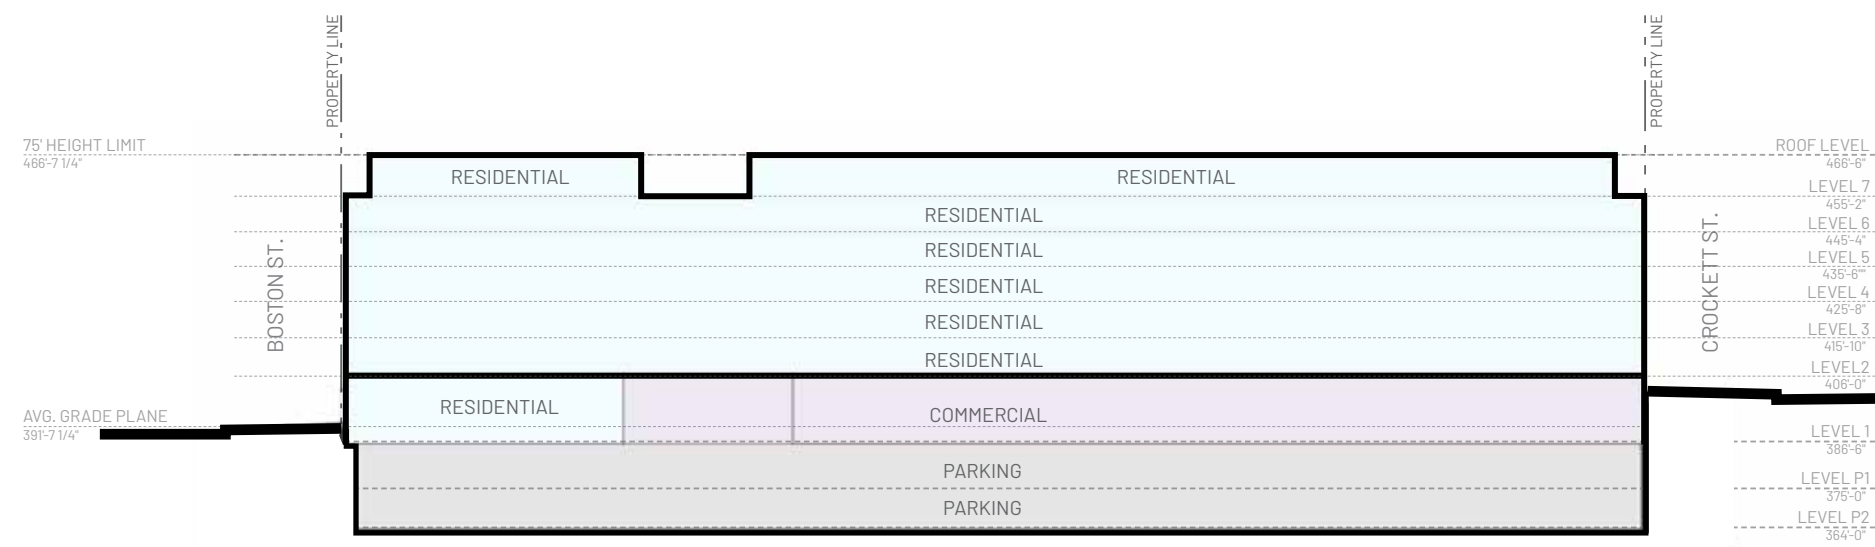 PROPERTY LINE
PROPERTY LINE
75' HEIGHT LIMIT
466'-7 1/4"
ROOF LEVEL
466'-6"
RESIDENTIAL
RESIDENTIAL
LEVEL 7
455'-2"
RESIDENTIAL
LEVEL 6
445'-4"
BOSTON ST.
CROCKETT ST.
RESIDENTIAL
LEVEL 5
435'-6""
RESIDENTIAL
LEVEL 4
425'-8"
RESIDENTIAL
LEVEL 3
415'-10"
RESIDENTIAL
LEVEL2
406'-0"
RESIDENTIAL
COMMERCIAL
AVG. GRADE PLANE
391'-7 1/4"
LEVEL 1
386'-6"
PARKING
LEVEL P1
375'-0"
PARKING
LEVEL P2
364'-0"